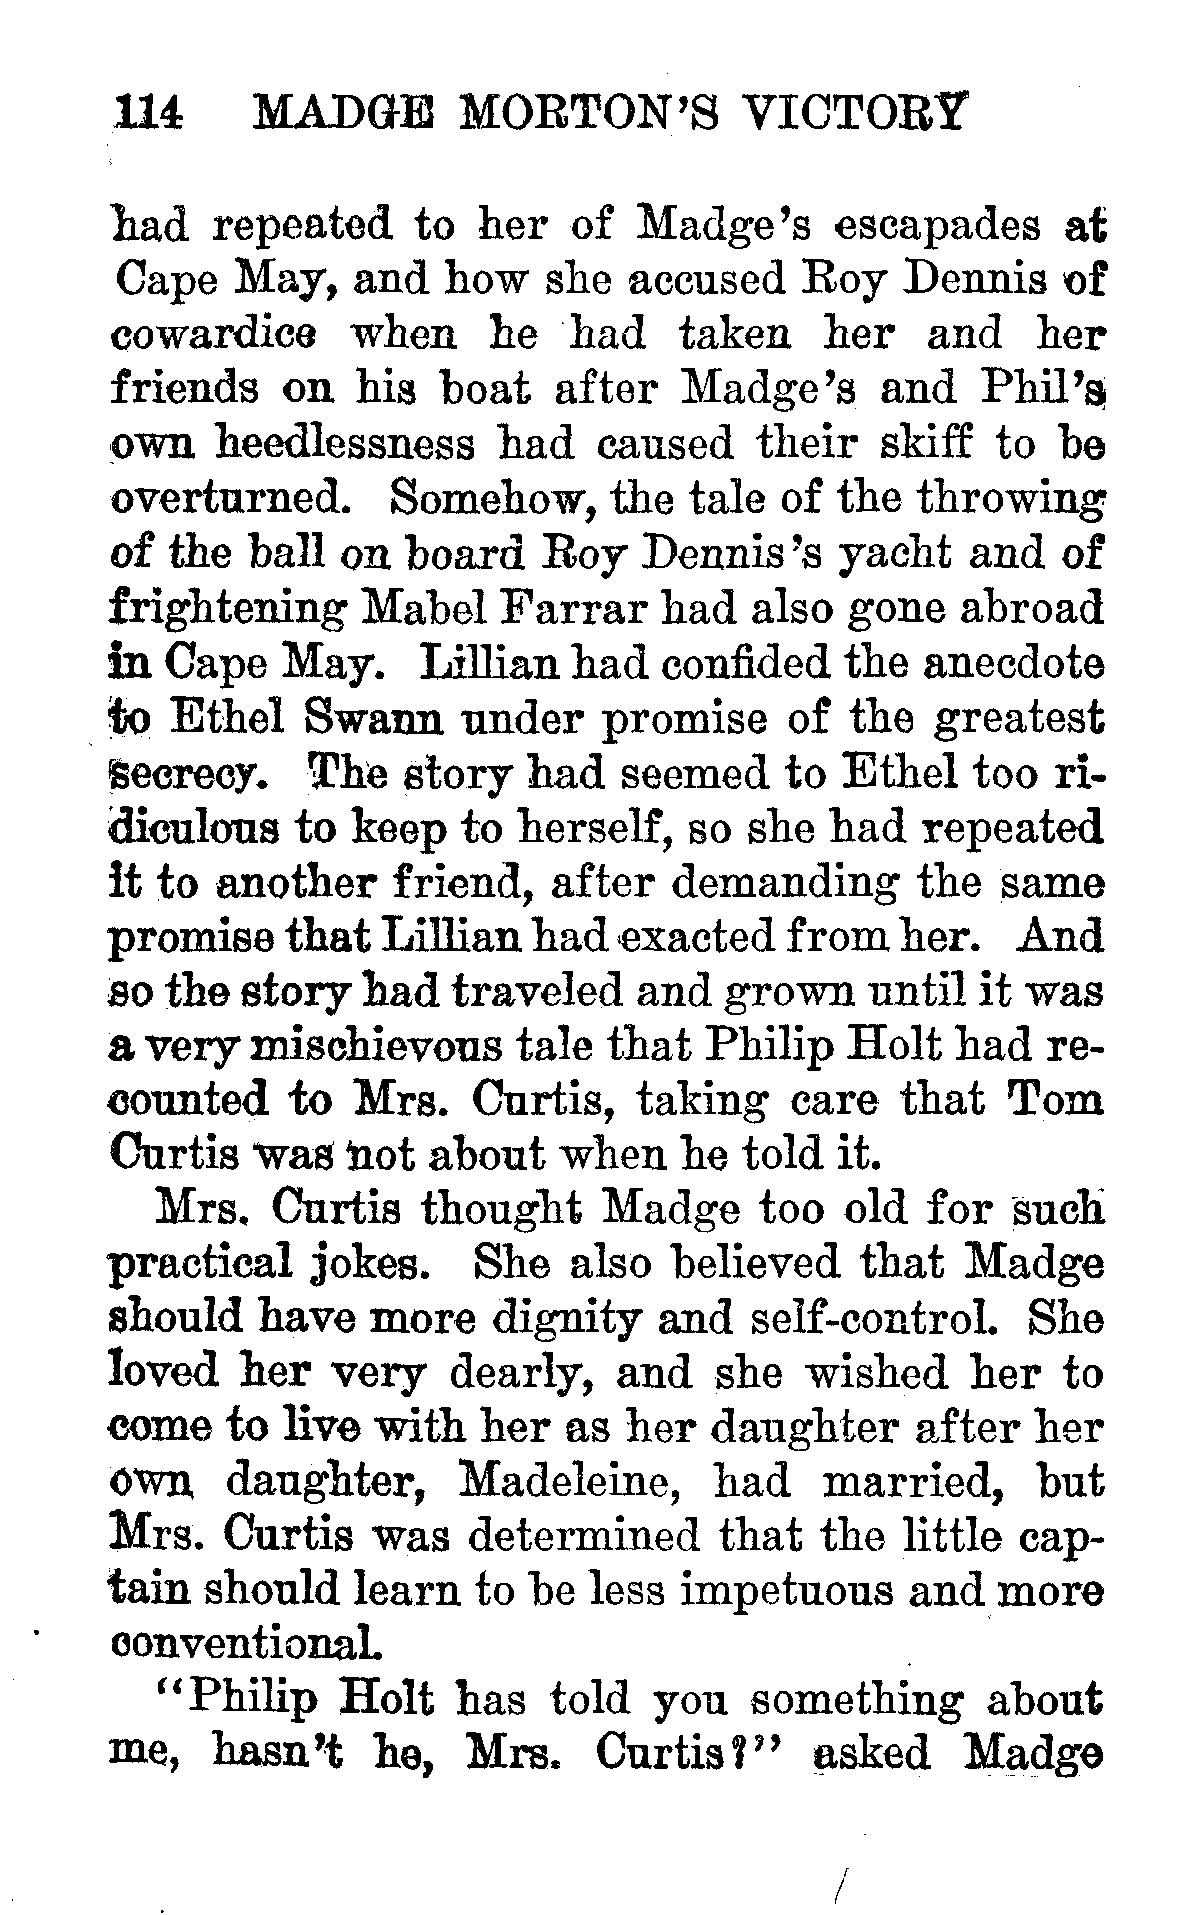 114 MADGE MORTON'S VICTORY
had repeated to her of Madge's escapades at
Cape May, and how she accused Roy Dennis of
cowardice when he had taken her and her
friends on his boat after Madge's and Phil's
own heedlessness had caused their skiff to be
overturned. Somehow, the tale of the throwing
of the ball on board Roy Dennis's yacht and of
frightening Mabel Farrar had also gone abroad
in Cape May. Lillian had confided the anecdote
to Ethel Swann under promise of the greatest
secrecy. The story had seemed to Ethel too ri-
diculous to keep to herself, so she had repeated
it to another friend, after demanding the same
promise that Lillian had exacted from her. And
so the story had traveled and grown until it was
a very mischievous tale that Philip Holt had re-
counted to Mrs. Curtis, taking care that Tom
Curtis was not about when he told it.
Mrs. Curtis thought Madge too old for such
practical jokes. She also believed that Madge
should have more dignity and self-control. She
loved her very dearly, and she wished her to
come to live with her as her daughter after her
own daughter, Madeleine, had married, but
Mrs. Curtis was determined that the little cap-
tain should learn to be less impetuous and more
conventional.
"Philip Holt has told you something about
me, hasn't he, Mrs. Curtis?" asked Madge